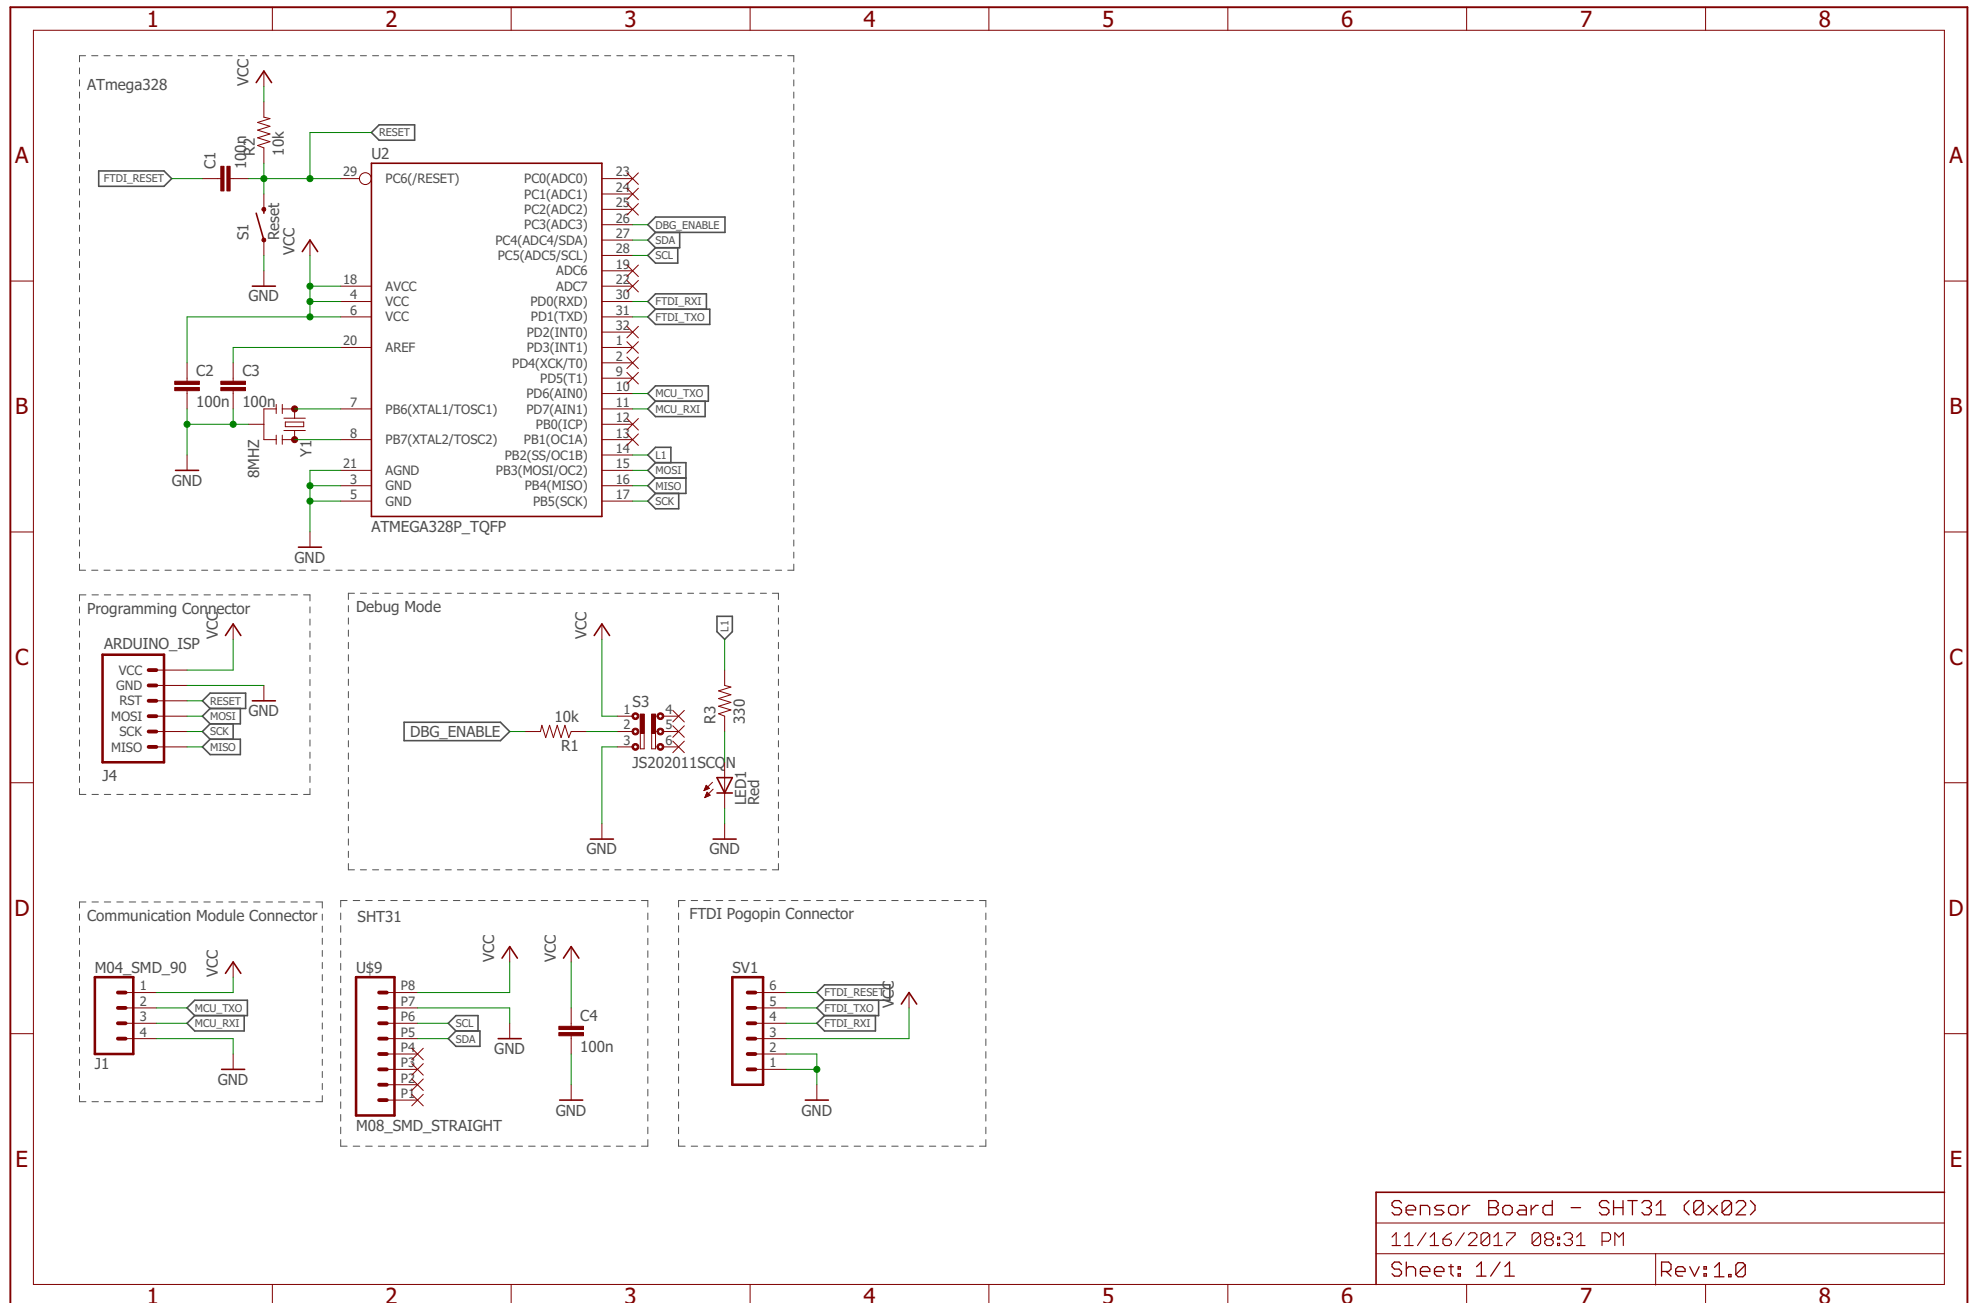 1 2 3 4 5 6 7 8
A A
B B
C C
D D
E E
ATmega328
VCC
R2
10k
C1
100n
FTDI_RESET
RESET
S1
Reset
GND
VCC
U2
29 PC6(/RESET)
18 AVCC
4 VCC
6 VCC
20 AREF
7 PB6(XTAL1/TOSC1)
8 PB7(XTAL2/TOSC2)
21 AGND
3 GND
5 GND
PC0(ADC0) 23
PC1(ADC1) 24
PC2(ADC2) 25
PC3(ADC3) 26 DBG_ENABLE
PC4(ADC4/SDA) 27 SDA
PC5(ADC5/SCL) 28 SCL
ADC6 19
ADC7 22
PD0(RXD) 30 FTDI_RXI
PD1(TXD) 31 FTDI_TXO
PD2(INT0) 32
PD3(INT1) 1
PD4(XCK/T0) 2
PD5(T1) 9
PD6(AIN0) 10 MCU_TXO
PD7(AIN1) 11 MCU_RXI
PB0(ICP) 12
PB1(OC1A) 13
PB2(SS/OC1B) 14 L1
PB3(MOSI/OC2) 15 MOSI
PB4(MISO) 16 MISO
PB5(SCK) 17 SCK
ATMEGA328P_TQFP
C2
100n
C3
100n
8MHZ
Y1
GND
GND
Programming Connector
VCC
ARDUINO_ISP
VCC
GND
RST RESET
MOSI MOSI
SCK SCK
MISO MISO
GND
J4
Debug Mode
VCC
L1
DBG_ENABLE
10k
R1
S3
1 4
2 5
3 6
JS202011SCQN
R3
330
LED1
Red
GND
GND
Communication Module Connector
M04_SMD_90
VCC
1
2 MCU_TXO
3 MCU_RXI
4
J1
GND
SHT31
VCC
VCC
U$9
P8
P7
P6 SCL
P5 SDA
P4
P3
P2
P1
GND
C4
100n
GND
M08_SMD_STRAIGHT
FTDI Pogopin Connector
SV1
6 FTDI_RESET
5 FTDI_TXO
4 FTDI_RXI
3
2
1
VCC
GND
Sensor Board - SHT31 (0x02)
11/16/2017 08:31 PM
Sheet: 1/1 Rev:1.0
1 2 3 4 5 6 7 8